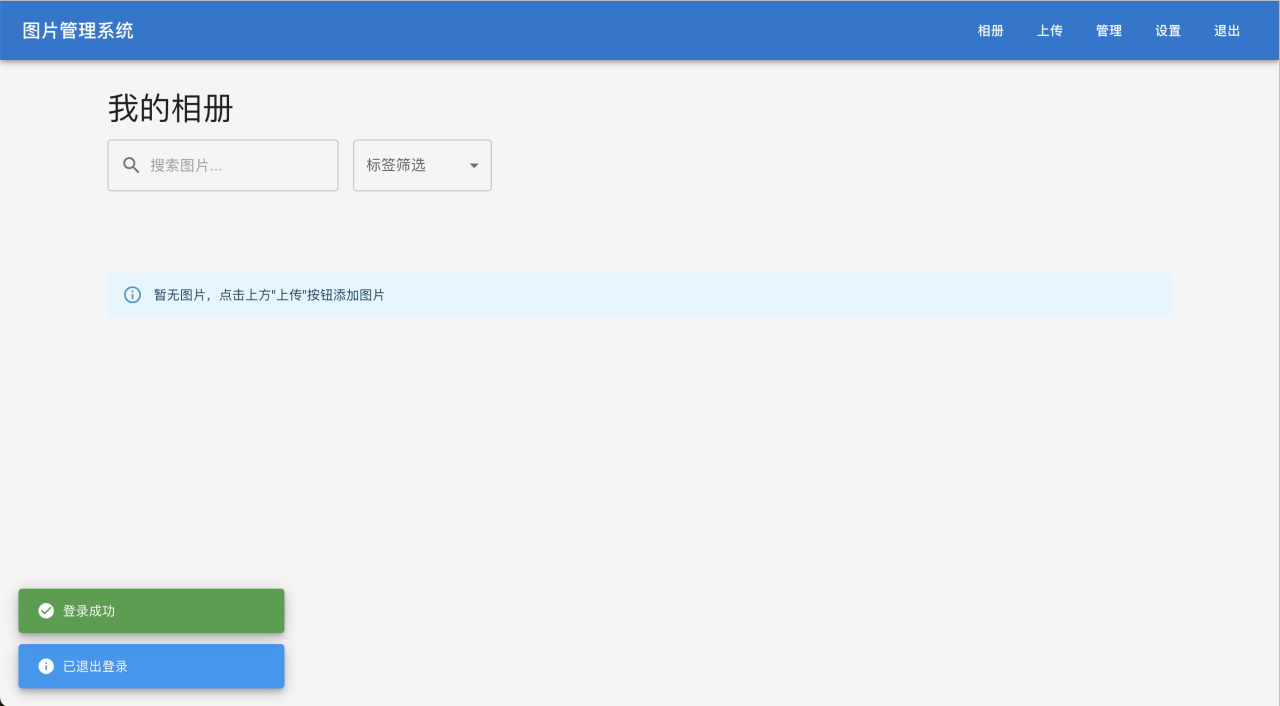 图片管理系统 相册 上传 管理 设置 退出
我的相册
搜索图片... 标签筛选
暂无图片，点击上方"上传"按钮添加图片
登录成功
已退出登录